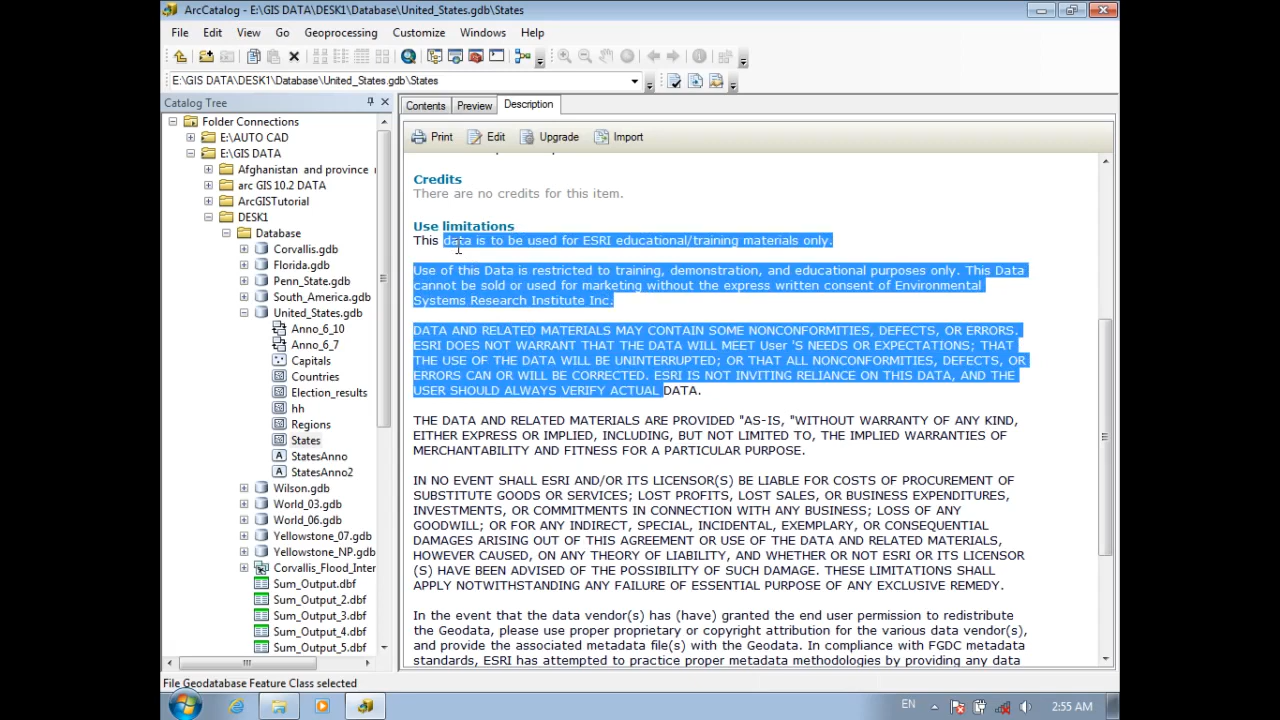 ArcCatalog - E:\GIS DATA\DESK1\Database\United_States.gdb\States
File Edit View Go Geoprocessing Customize Windows Help
E:\GIS DATA\DESK1\Database\United_States.gdb\States
Catalog Tree
Folder Connections
E:\AUTO CAD
E:\GIS DATA
Afghanistan and province
arc GIS 10.2 DATA
ArcGISTutorial
DESK1
Database
Corvallis.gdb
Florida.gdb
Penn_State.gdb
South_America.gdb
United_States.gdb
Anno_6_10
Anno_6_7
Capitals
Countries
Election_results
hh
Regions
States
StatesAnno
StatesAnno2
Wilson.gdb
World_03.gdb
World_06.gdb
Yellowstone_07.gdb
Yellowstone_NP.gdb
Corvallis_Flood_Inter
Sum_Output.dbf
Sum_Output_2.dbf
Sum_Output_3.dbf
Sum_Output_4.dbf
Sum_Output_5.dbf
Contents Preview Description
Print Edit Upgrade Import
Credits
There are no credits for this item.
Use limitations
This data is to be used for ESRI educational/training materials only.
Use of this Data is restricted to training, demonstration, and educational purposes only. This Data
cannot be sold or used for marketing without the express written consent of Environmental
Systems Research Institute Inc.
DATA AND RELATED MATERIALS MAY CONTAIN SOME NONCONFORMITIES, DEFECTS, OR ERRORS.
ESRI DOES NOT WARRANT THAT THE DATA WILL MEET User 'S NEEDS OR EXPECTATIONS; THAT
THE USE OF THE DATA WILL BE UNINTERRUPTED; OR THAT ALL NONCONFORMITIES, DEFECTS, OR
ERRORS CAN OR WILL BE CORRECTED. ESRI IS NOT INVITING RELIANCE ON THIS DATA, AND THE
USER SHOULD ALWAYS VERIFY ACTUAL DATA.
THE DATA AND RELATED MATERIALS ARE PROVIDED "AS-IS, "WITHOUT WARRANTY OF ANY KIND,
EITHER EXPRESS OR IMPLIED, INCLUDING, BUT NOT LIMITED TO, THE IMPLIED WARRANTIES OF
MERCHANTABILITY AND FITNESS FOR A PARTICULAR PURPOSE.
IN NO EVENT SHALL ESRI AND/OR ITS LICENSOR(S) BE LIABLE FOR COSTS OF PROCUREMENT OF
SUBSTITUTE GOODS OR SERVICES; LOST PROFITS, LOST SALES, OR BUSINESS EXPENDITURES,
INVESTMENTS, OR COMMITMENTS IN CONNECTION WITH ANY BUSINESS; LOSS OF ANY
GOODWILL; OR FOR ANY INDIRECT, SPECIAL, INCIDENTAL, EXEMPLARY, OR CONSEQUENTIAL
DAMAGES ARISING OUT OF THIS AGREEMENT OR USE OF THE DATA AND RELATED MATERIALS,
HOWEVER CAUSED, ON ANY THEORY OF LIABILITY, AND WHETHER OR NOT ESRI OR ITS LICENSOR
(S) HAVE BEEN ADVISED OF THE POSSIBILITY OF SUCH DAMAGE. THESE LIMITATIONS SHALL
APPLY NOTWITHSTANDING ANY FAILURE OF ESSENTIAL PURPOSE OF ANY EXCLUSIVE REMEDY.
In the event that the data vendor(s) has (have) granted the end user permission to redistribute
the Geodata, please use proper proprietary or copyright attribution for the various data vendor(s),
and provide the associated metadata file(s) with the Geodata. In compliance with FGDC metadata
standards, ESRI has attempted to practice proper metadata methodologies by providing any data
File Geodatabase Feature Class selected
EN
2:55 AM